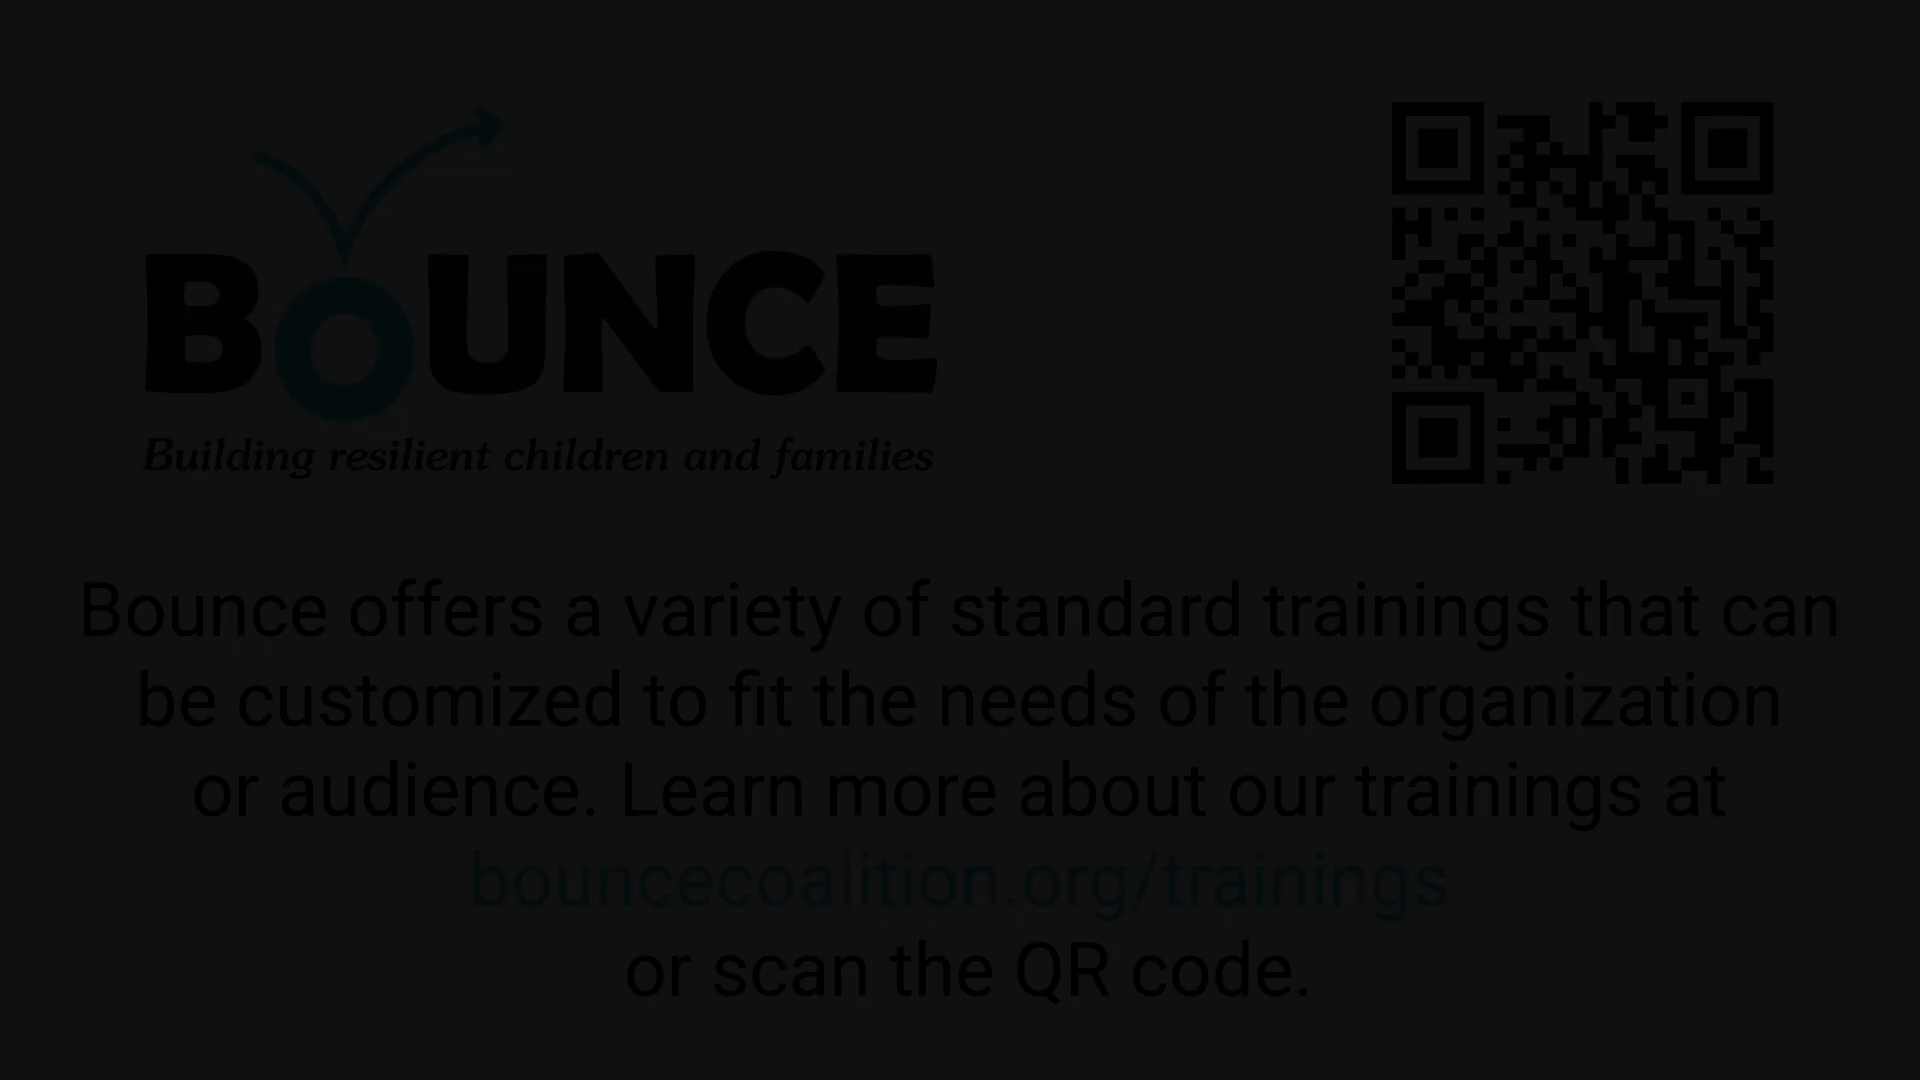 BOUNCE
Building resilient children and families
Bounce offers a variety of standard trainings that can
be customized to fit the needs of the organization
or audience. Learn more about our trainings at
bouncecoalition.org/trainings
or scan the QR code.